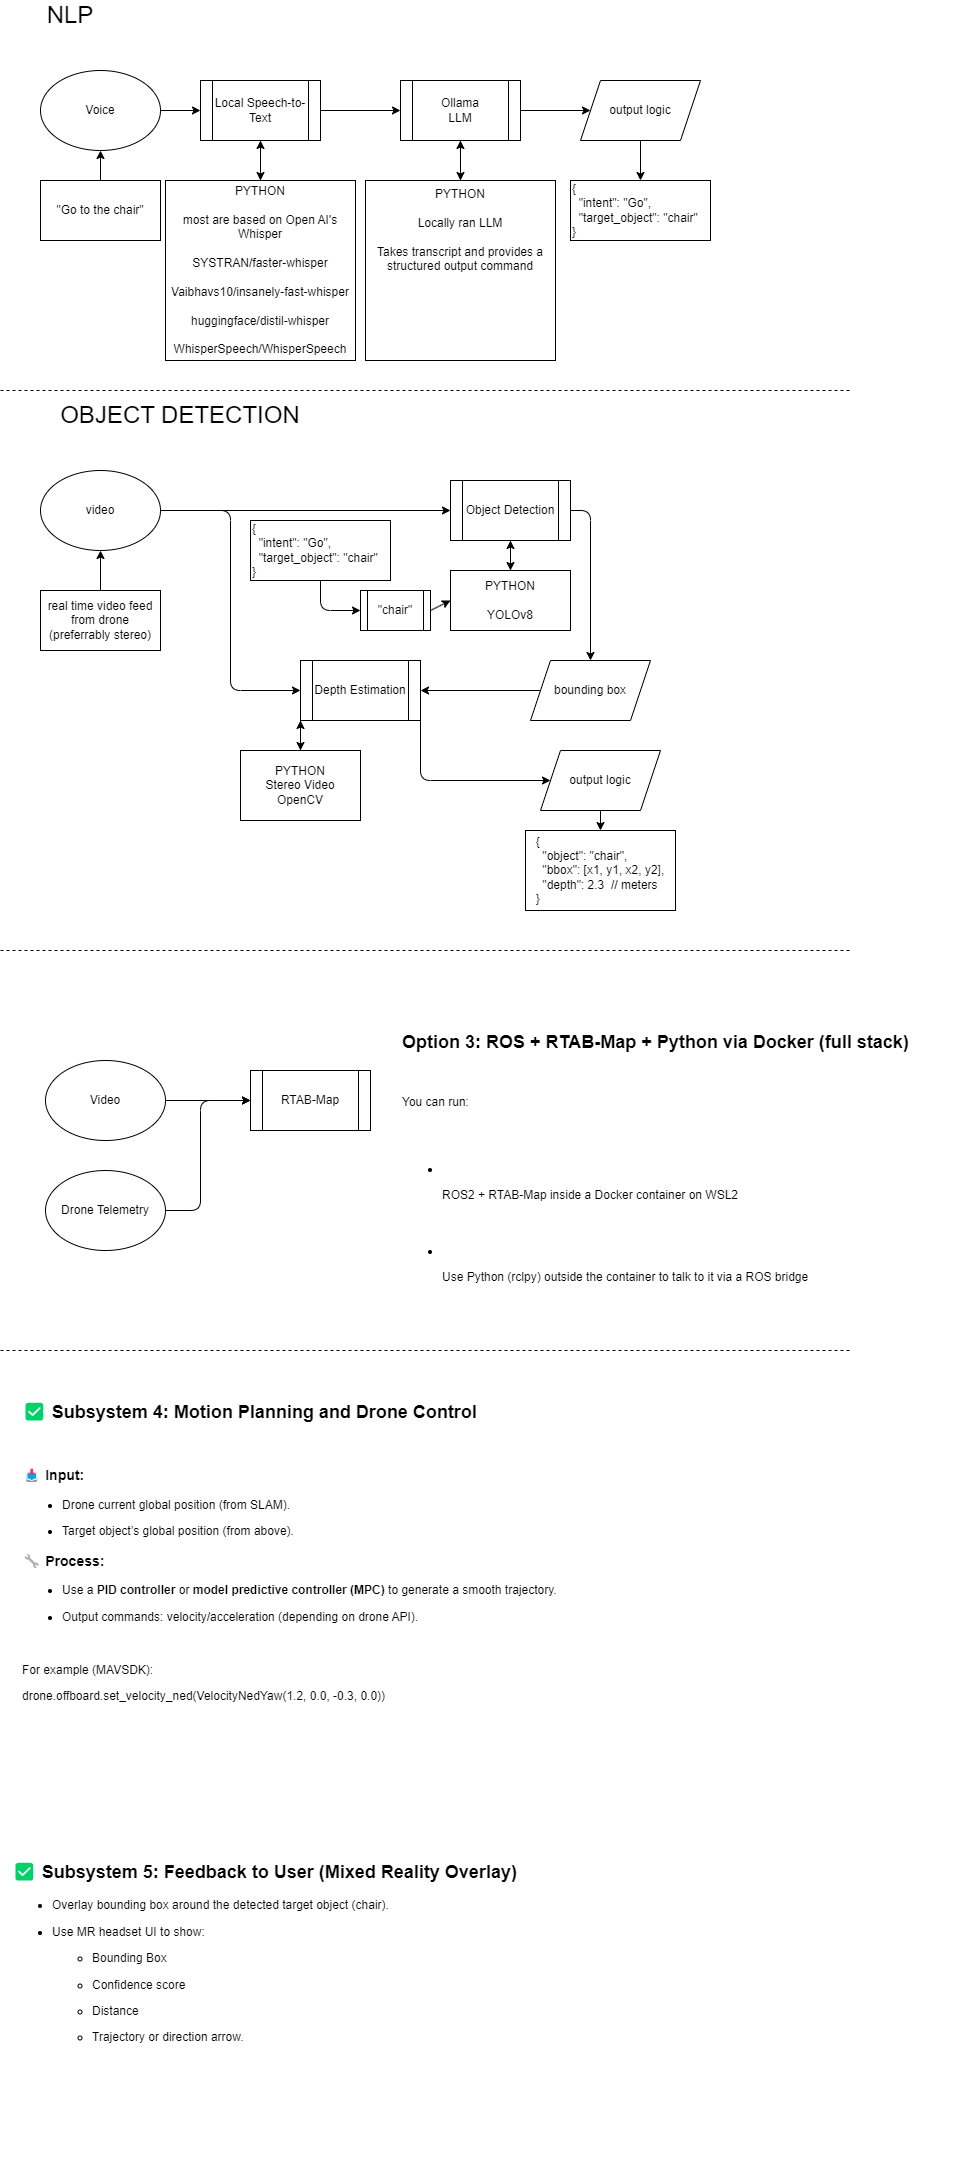 NLP
Voice
Local Speech-to-
Text
Ollama
LLM
output logic
"Go to the chair"
PYTHON
most are based on Open AI's
Whisper
SYSTRAN/faster-whisper
Vaibhavs10/insanely-fast-whisper
huggingface/distil-whisper
WhisperSpeech/WhisperSpeech
PYTHON
Locally ran LLM
Takes transcript and provides a
structured output command
{
"intent": "Go",
"target_object": "chair"
}
OBJECT DETECTION
video
Object Detection
{
"intent": "Go",
"target_object": "chair"
}
"chair"
PYTHON
YOLOv8
real time video feed
from drone
(preferrably stereo)
Depth Estimation
bounding box
PYTHON
Stereo Video
OpenCV
output logic
{
"object": "chair",
"bbox": [x1, y1, x2, y2],
"depth": 2.3 // meters
}
Option 3: ROS + RTAB-Map + Python via Docker (full stack)
Video
RTAB-Map
You can run:
Drone Telemetry
ROS2 + RTAB-Map inside a Docker container on WSL2
Use Python (rclpy) outside the container to talk to it via a ROS bridge
✅ Subsystem 4: Motion Planning and Drone Control
📥 Input:
• Drone current global position (from SLAM).
• Target object's global position (from above).
🔧 Process:
• Use a PID controller or model predictive controller (MPC) to generate a smooth trajectory.
• Output commands: velocity/acceleration (depending on drone API).
For example (MAVSDK):
drone.offboard.set_velocity_ned(VelocityNedYaw(1.2, 0.0, -0.3, 0.0))
✅ Subsystem 5: Feedback to User (Mixed Reality Overlay)
• Overlay bounding box around the detected target object (chair).
• Use MR headset UI to show:
◦ Bounding Box
◦ Confidence score
◦ Distance
◦ Trajectory or direction arrow.